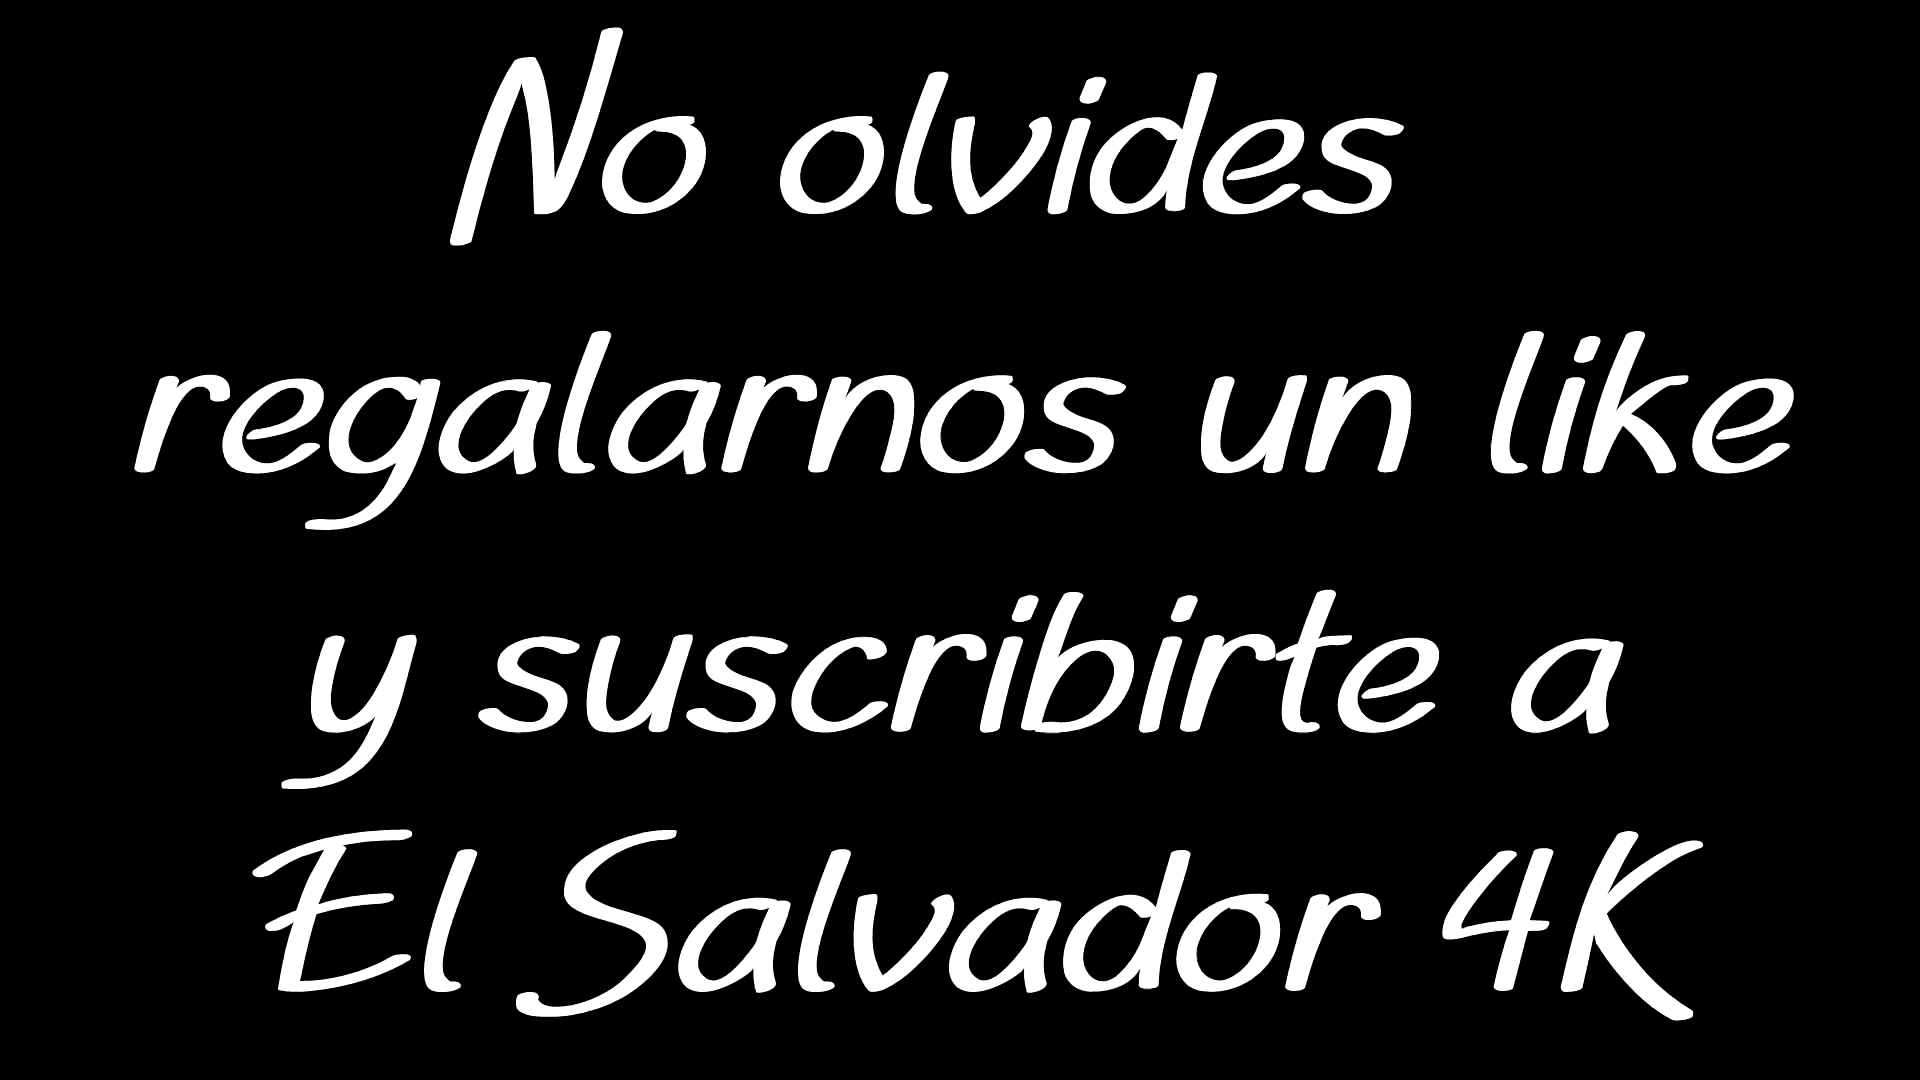 No olvides
regalarnos un like
y suscribirte a
El Salvador 4K